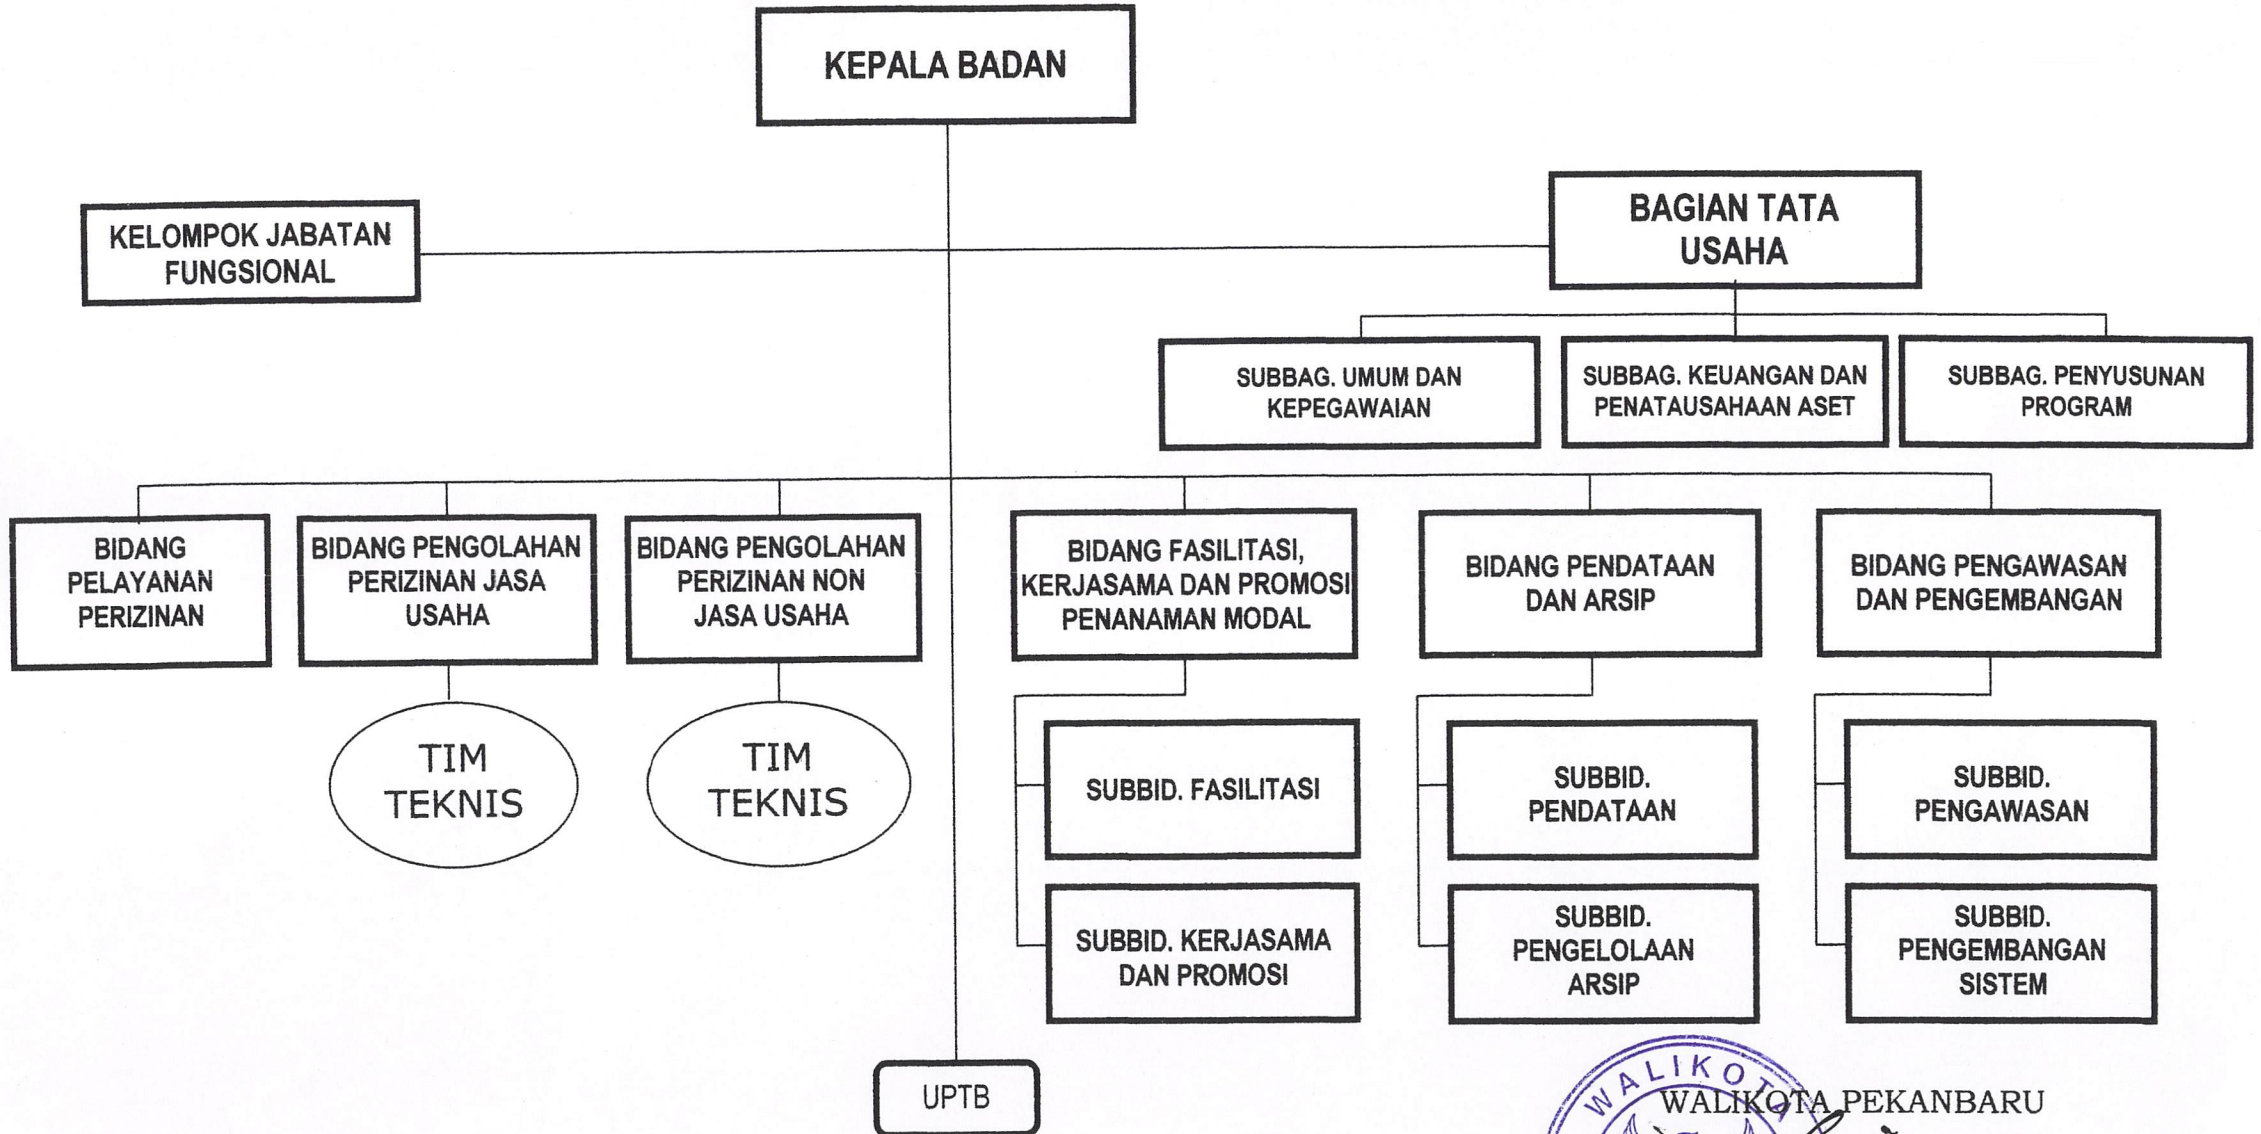 KEPALA BADAN
KELOMPOK JABATAN
FUNGSIONAL
BAGIAN TATA
USAHA
SUBBAG. UMUM DAN
KEPEGAWAIAN
SUBBAG. KEUANGAN DAN
PENATAUSAHAAN ASET
SUBBAG. PENYUSUNAN
PROGRAM
BIDANG
PELAYANAN
PERIZINAN
BIDANG PENGOLAHAN
PERIZINAN JASA
USAHA
BIDANG PENGOLAHAN
PERIZINAN NON
JASA USAHA
BIDANG FASILITASI,
KERJASAMA DAN PROMOSI
PENANAMAN MODAL
BIDANG PENDATAAN
DAN ARSIP
BIDANG PENGAWASAN
DAN PENGEMBANGAN
TIM
TEKNIS
TIM
TEKNIS
SUBBID. FASILITASI
SUBBID.
PENDATAAN
SUBBID.
PENGAWASAN
SUBBID. KERJASAMA
DAN PROMOSI
SUBBID.
PENGELOLAAN
ARSIP
SUBBID.
PENGEMBANGAN
SISTEM
UPTB
WALIKOTA
WALIKOTA PEKANBARU